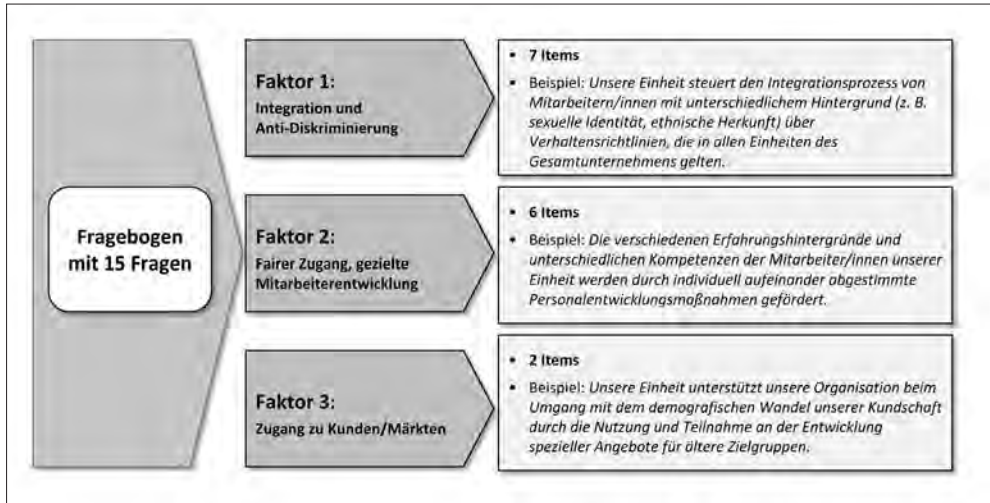 Fragebogen
mit 15 Fragen
Faktor 1:
Integration und
Anti-Diskriminierung
• 7 Items
• Beispiel: Unsere Einheit steuert den Integrationsprozess von
Mitarbeitern/innen mit unterschiedlichem Hintergrund (z. B.
sexuelle Identität, ethnische Herkunft) über
Verhaltensrichtlinien, die in allen Einheiten des
Gesamtunternehmens gelten.
Faktor 2:
Fairer Zugang, gezielte
Mitarbeiterentwicklung
• 6 Items
• Beispiel: Die verschiedenen Erfahrungshintergründe und
unterschiedlichen Kompetenzen der Mitarbeiter/innen unserer
Einheit werden durch individuell aufeinander abgestimmte
Personalentwicklungsmaßnahmen gefördert.
Faktor 3:
Zugang zu Kunden/Märkten
• 2 Items
• Beispiel: Unsere Einheit unterstützt unsere Organisation beim
Umgang mit dem demografischen Wandel unserer Kundschaft
durch die Nutzung und Teilnahme an der Entwicklung
spezieller Angebote für ältere Zielgruppen.